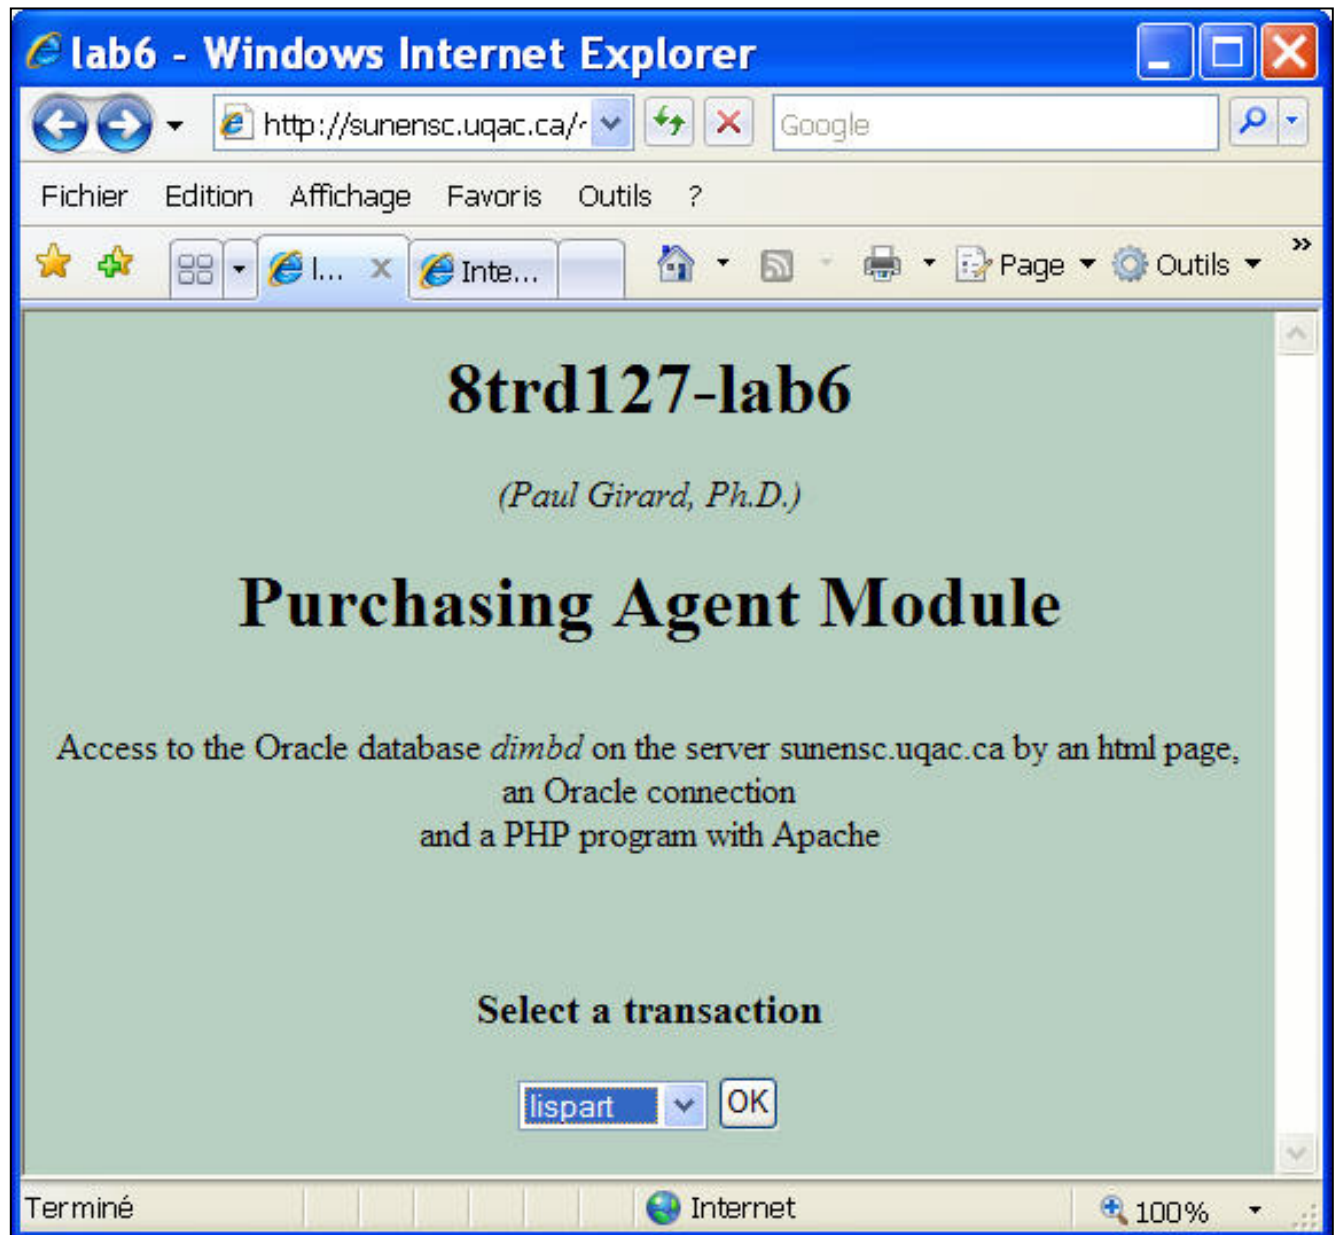 lab6 - Windows Internet Explorer
http://sunensc.uqac.ca/
Google
Fichier Edition Affichage Favoris Outils ?
l... Inte... Page Outils »
8trd127-lab6
(Paul Girard, Ph.D.)
Purchasing Agent Module
Access to the Oracle database dimbd on the server sunensc.uqac.ca by an html page,
an Oracle connection
and a PHP program with Apache
Select a transaction
lispart OK
Terminé Internet 100%